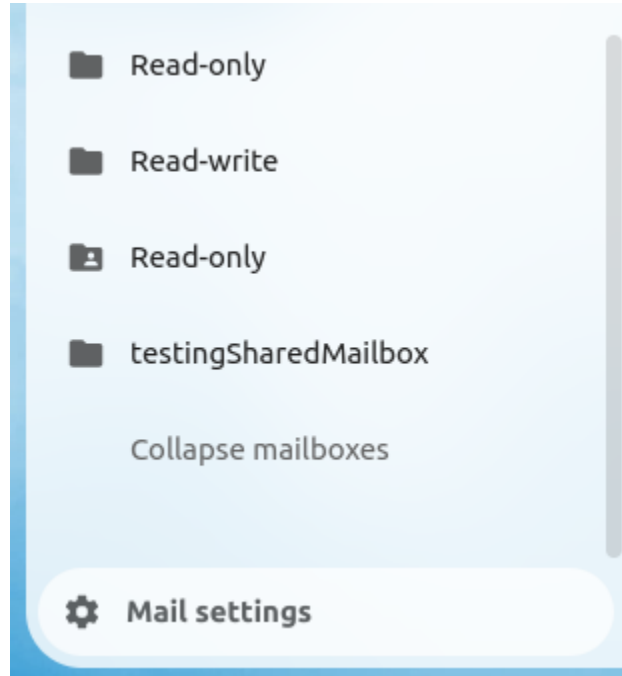 Read-only
Read-write
Read-only
testingSharedMailbox
Collapse mailboxes
Mail settings